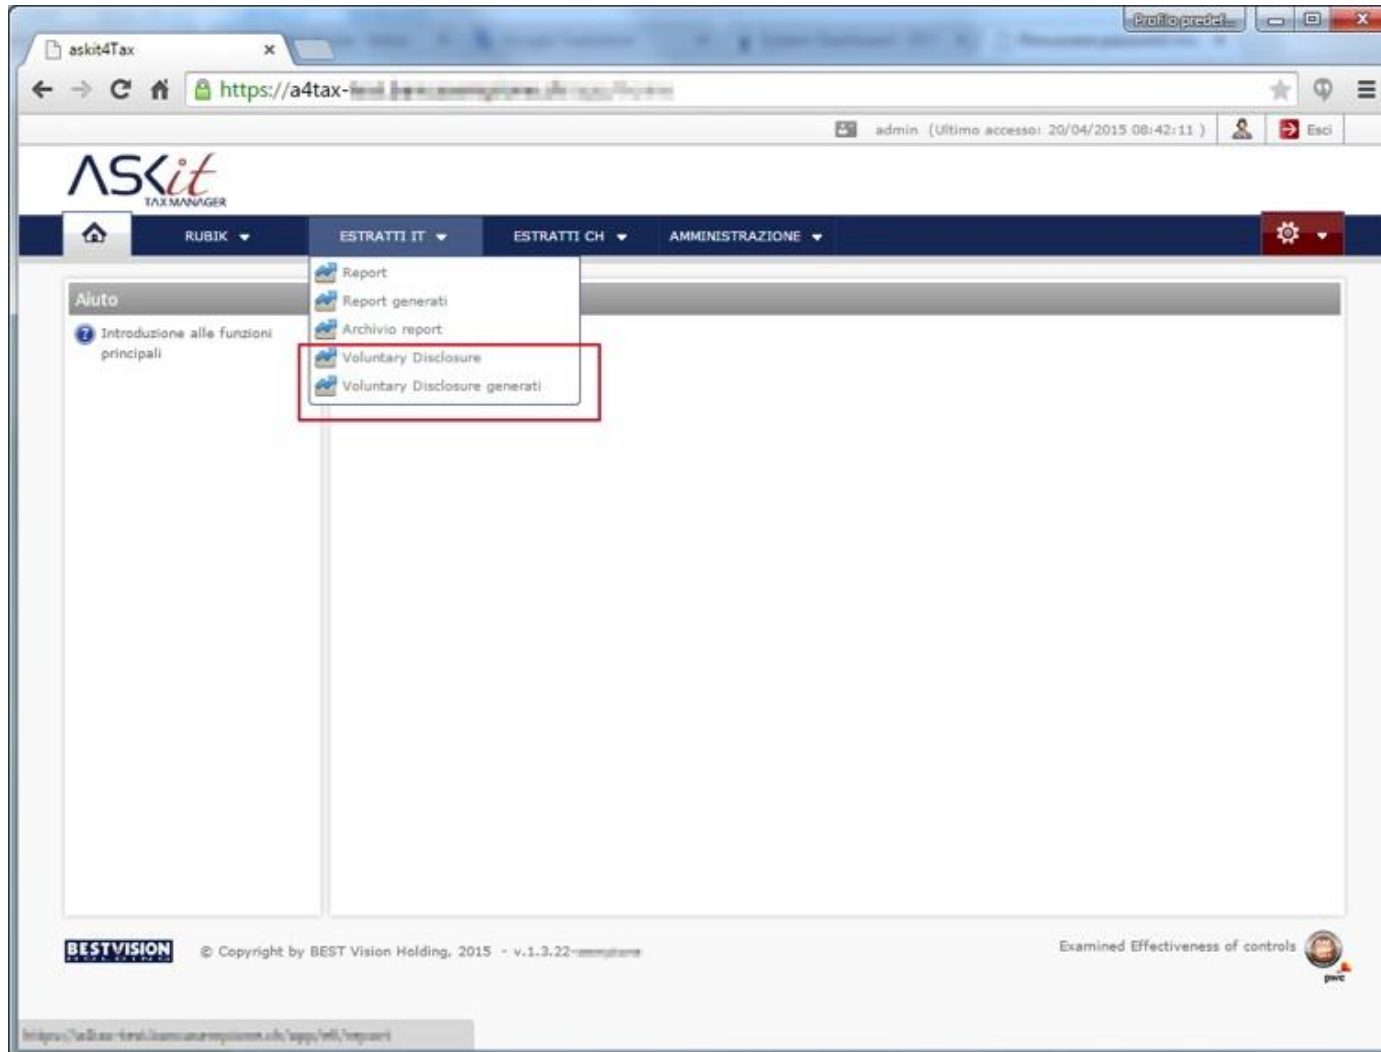 Profilo predef...
askit4Tax
https://a4tax-
admin (Ultimo accesso: 20/04/2015 08:42:11 )
Esci
ASKit
TAX MANAGER
RUBIK
ESTRATTI IT
ESTRATTI CH
AMMINISTRAZIONE
Report
Report generati
Archivio report
Voluntary Disclosure
Voluntary Disclosure generati
Aiuto
Introduzione alle funzioni
principali
BESTVISION
HOLDING
© Copyright by BEST Vision Holding, 2015 - v.1.3.22-
Examined Effectiveness of controls
pwc